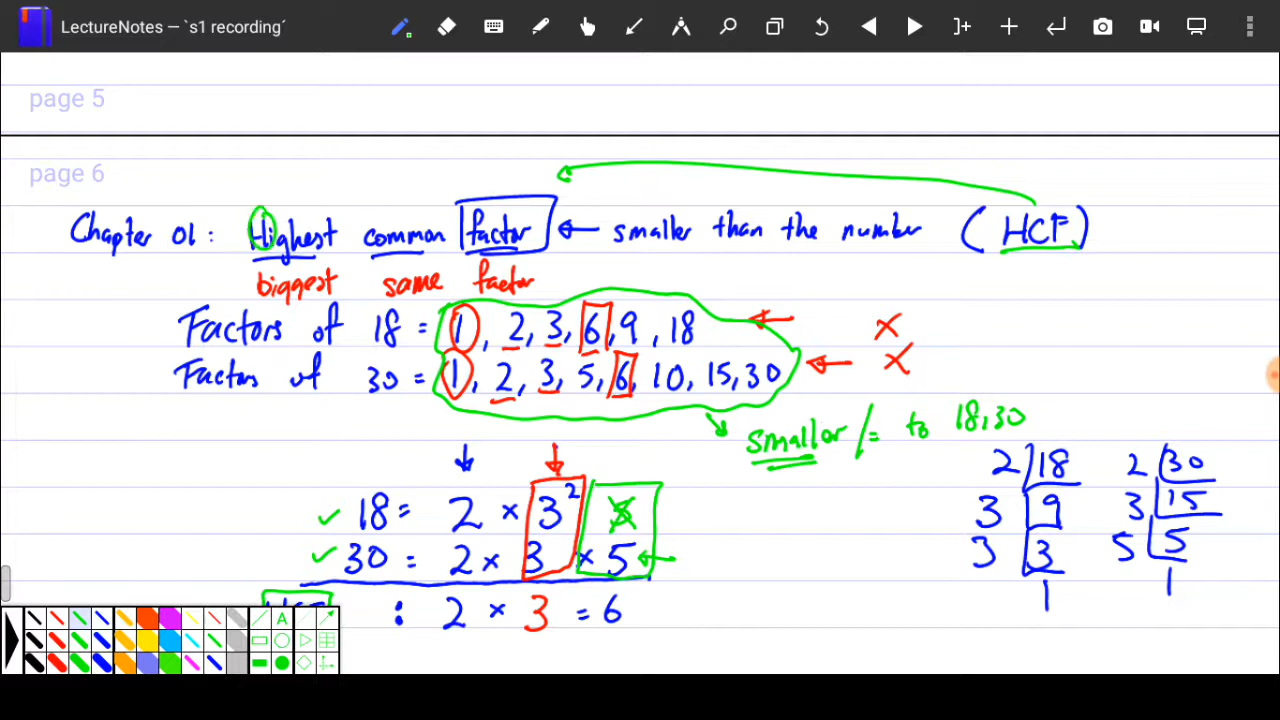 LectureNotes — `s1 recording´
page 5
page 6
Chapter 01: Highest common factor ← smaller than the number (HCF)
biggest same factor
Factors of 18 = 1, 2, 3, 6, 9, 18 ← X
Factors of 30 = 1, 2, 3, 5, 6, 10, 15, 30 ← X
smaller /= to 18,30
✓ 18 = 2 × 3²
✓ 30 = 2 × 3 × 5 ←
: 2 × 3 = 6
2 18
3 9
3 3
1
2 30
3 15
5 5
1
A